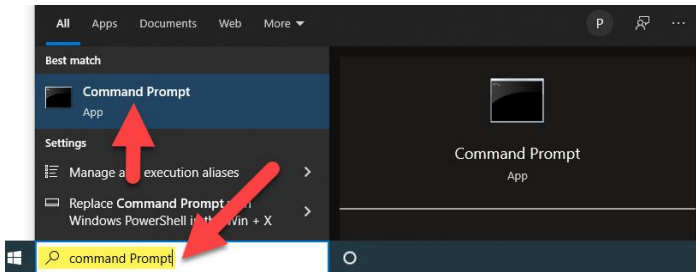 All Apps Documents Web More P ...
Best match
Command Prompt
App
Settings
Manage execution aliases
Replace Command Prompt
Windows PowerShell in Win + X
command Prompt
Command Prompt
App